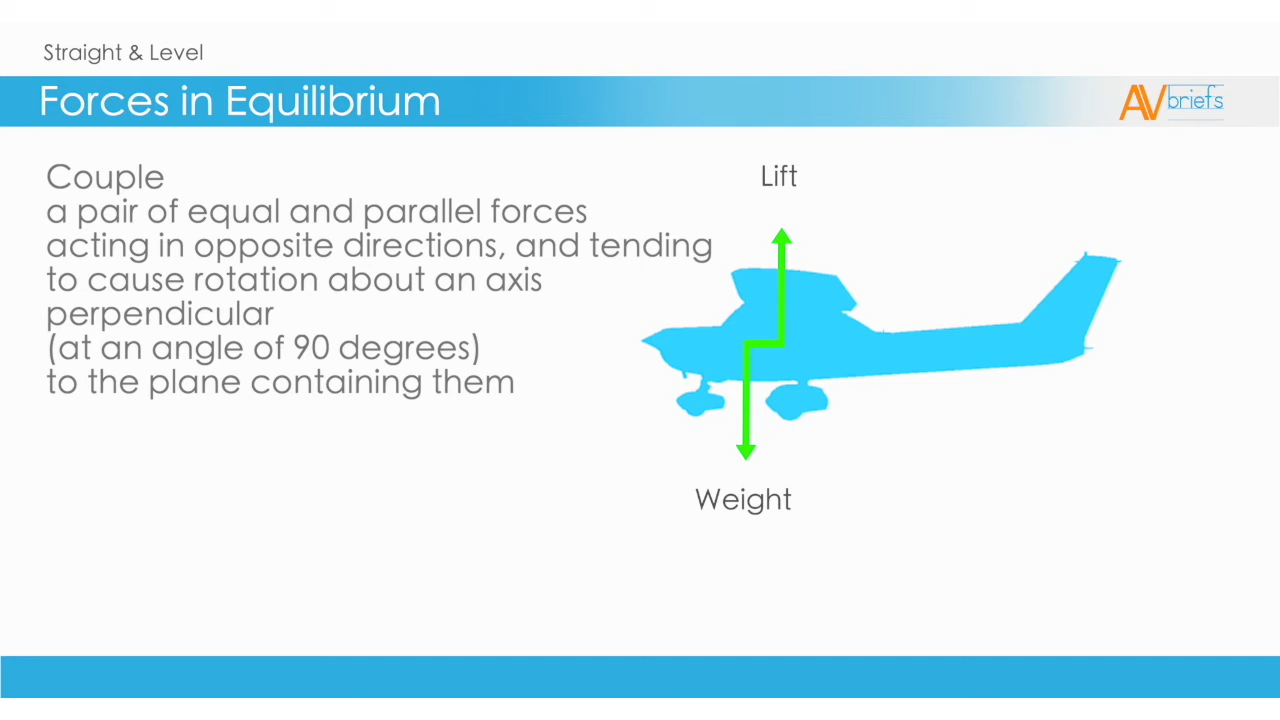 Straight & Level
Forces in Equilibrium
AV briefs
Couple
a pair of equal and parallel forces
acting in opposite directions, and tending
to cause rotation about an axis
perpendicular
(at an angle of 90 degrees)
to the plane containing them
Lift
Weight